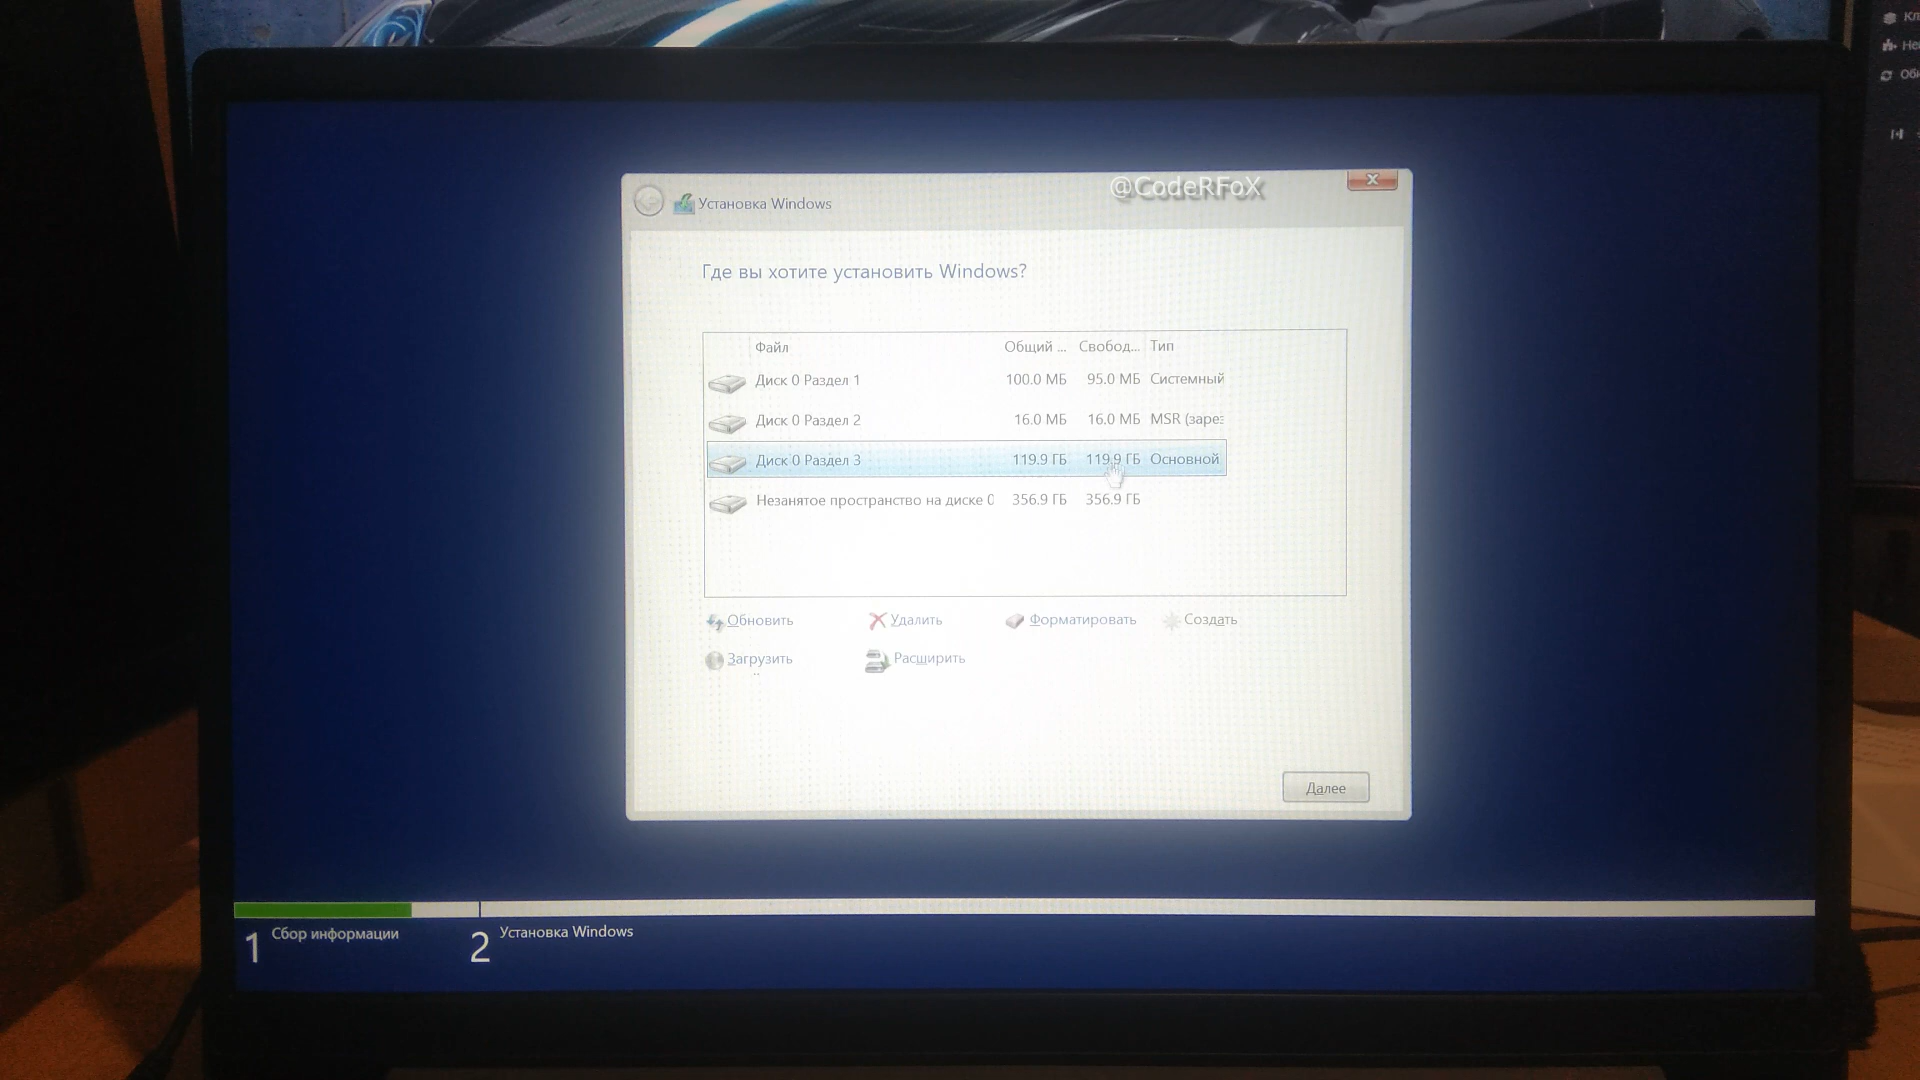 @CodeRFoX
Установка Windows
Где вы хотите установить Windows?
Файл Общий ... Свобод... Тип
Диск 0 Раздел 1 100.0 МБ 95.0 МБ Системный
Диск 0 Раздел 2 16.0 МБ 16.0 МБ MSR (заре
Диск 0 Раздел 3 119.9 ГБ 119.9 ГБ Основной
Незанятое пространство на диске 0 356.9 ГБ 356.9 ГБ
Обновить Удалить Форматировать Создать
Загрузить Расширить
Далее
1 Сбор информации 2 Установка Windows